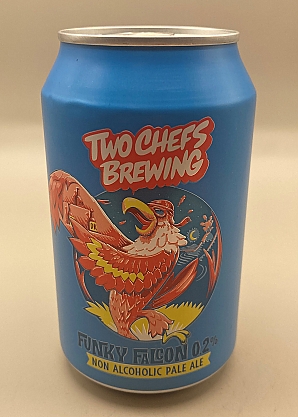 TWO CHEFS
BREWING
FUNKY FALCON 0.2%
NON ALCOHOLIC PALE ALE